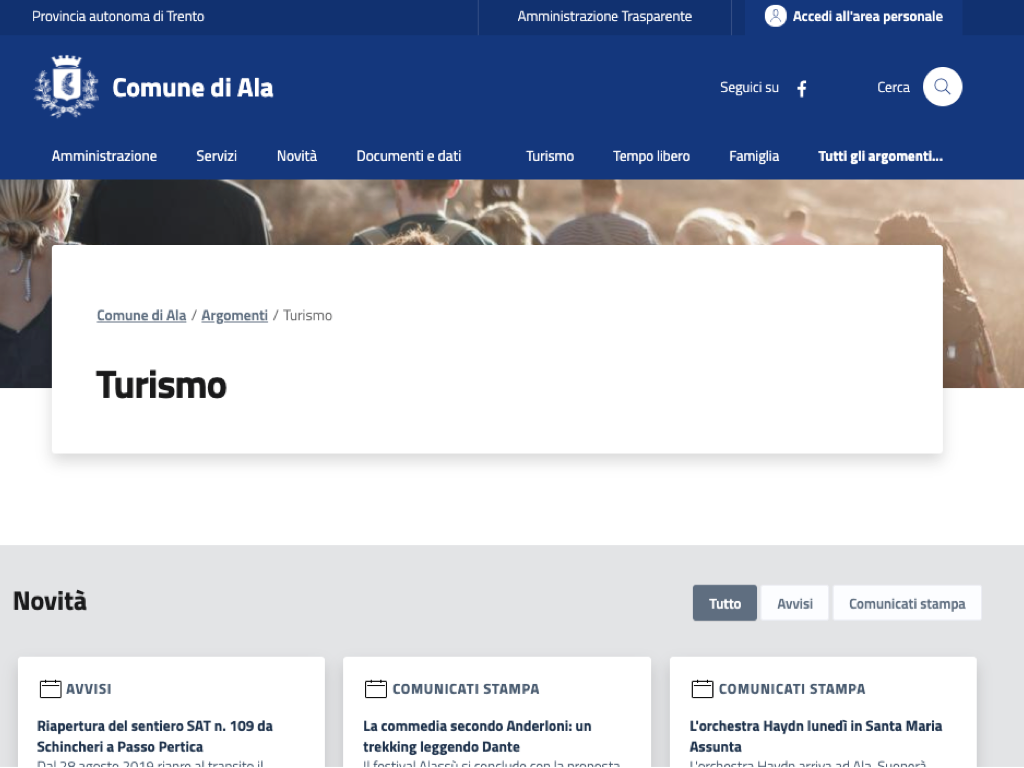 Provincia autonoma di Trento
Amministrazione Trasparente
Accedi all'area personale
Comune di Ala
Seguici su
Cerca
Amministrazione Servizi Novità Documenti e dati Turismo Tempo libero Famiglia Tutti gli argomenti...
Comune di Ala / Argomenti / Turismo
Turismo
Novità
Tutto Avvisi Comunicati stampa
AVVISI
Riapertura del sentiero SAT n. 109 da
Schincheri a Passo Pertica
Dal 28 agosto 2019 riapre al transito il
COMUNICATI STAMPA
La commedia secondo Anderloni: un
trekking leggendo Dante
Il festival Alassù si conclude con la proposta
COMUNICATI STAMPA
L'orchestra Haydn lunedì in Santa Maria
Assunta
L'orchestra Haydn arriva ad Ala. Suonerà